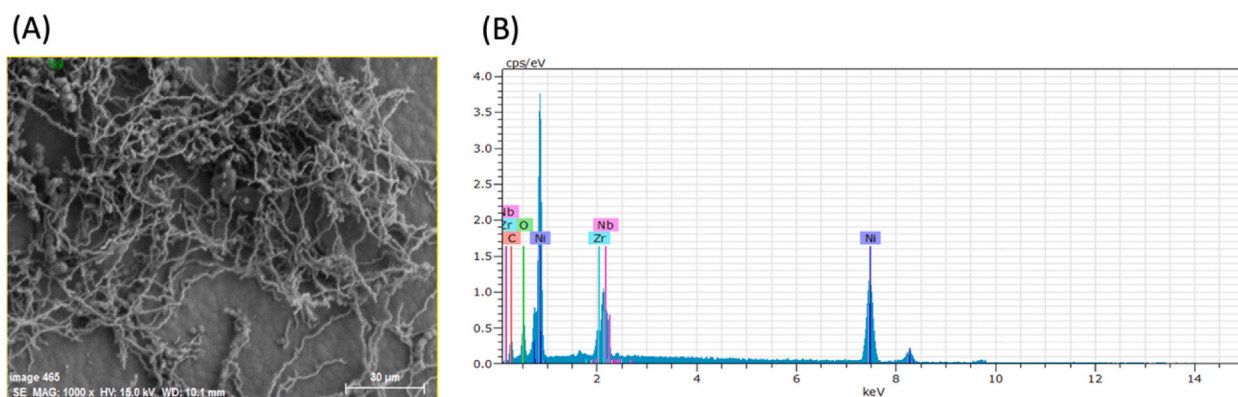 (A)
(B)
image 465
SE MAG: 1000 x HV: 15.0 kV WD: 10.1 mm
30 µm
cps/eV
4.0
3.5
3.0
2.5
2.0
1.5
1.0
0.5
0.0
Nb
Zr O
C Ni
Nb
Zr
Ni
2 4 6 8 10 12 14
keV